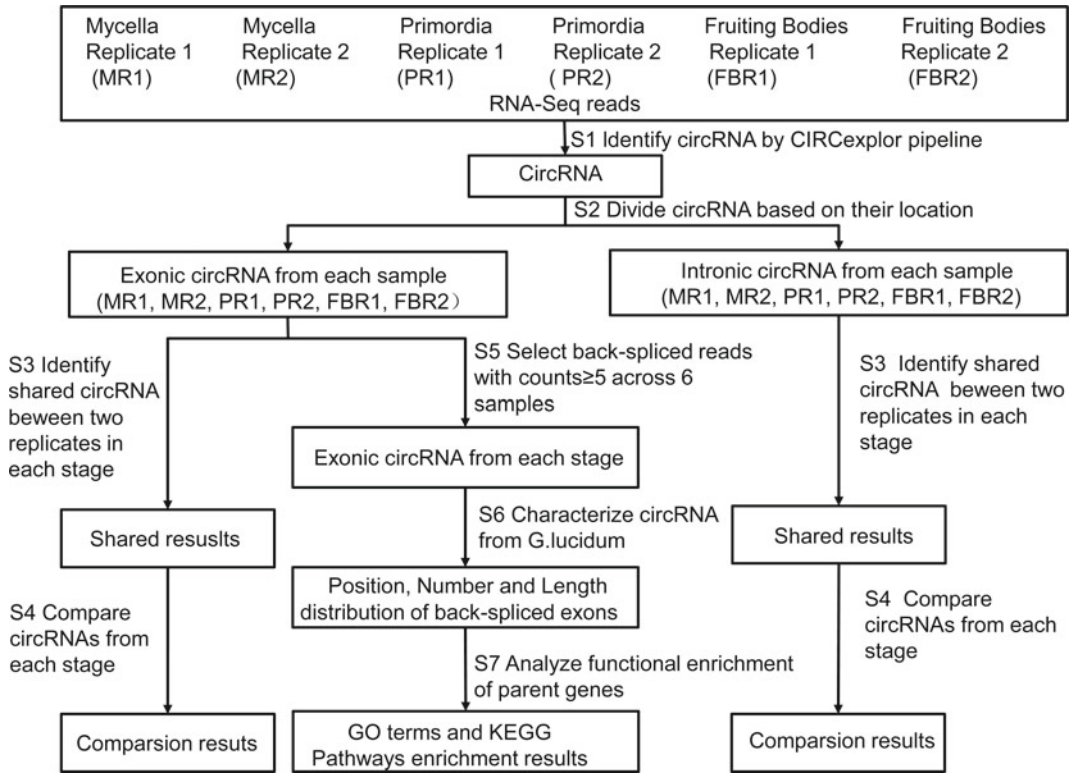 Mycella
Replicate 1
(MR1)
Mycella
Replicate 2
(MR2)
Primordia
Replicate 1
(PR1)
Primordia
Replicate 2
( PR2)
Fruiting Bodies
Replicate 1
(FBR1)
Fruiting Bodies
Replicate 2
(FBR2)
RNA-Seq reads
S1 Identify circRNA by CIRCexplor pipeline
CircRNA
S2 Divide circRNA based on their location
Exonic circRNA from each sample
(MR1, MR2, PR1, PR2, FBR1, FBR2）
Intronic circRNA from each sample
(MR1, MR2, PR1, PR2, FBR1, FBR2)
S3 Identify
shared circRNA
beween two
replicates in
each stage
S5 Select back-spliced reads
with counts≥5 across 6
samples
S3 Identify
shared circRNA beween two
replicates in each
stage
Exonic circRNA from each stage
Shared resuslts
S6 Characterize circRNA
from G.lucidum
Shared results
Position, Number and Length
distribution of back-spliced exons
S4 Compare
circRNAs from
each stage
S7 Analyze functional enrichment
of parent genes
S4 Compare
circRNAs from each
stage
Comparsion resuts
GO terms and KEGG
Pathways enrichment results
Comparsion results